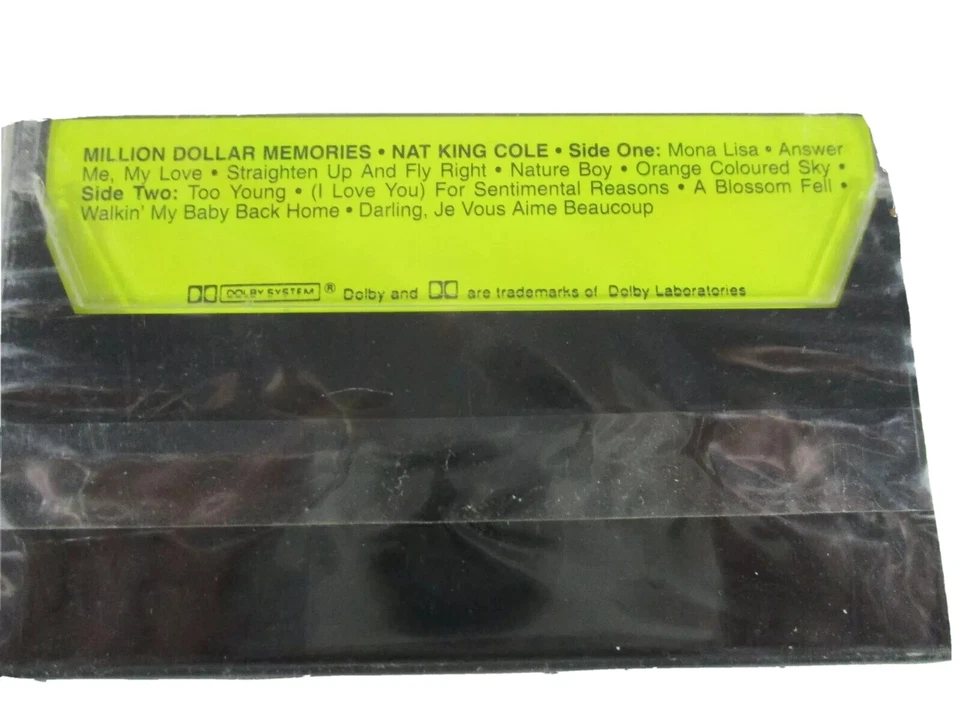 MILLION DOLLAR MEMORIES • NAT KING COLE • Side One: Mona Lisa • Answer
Me, My Love • Straighten Up And Fly Right • Nature Boy • Orange Coloured Sky •
Side Two: Too Young • (I Love You) For Sentimental Reasons • A Blossom Fell •
Walkin' My Baby Back Home • Darling, Je Vous Aime Beaucoup
DOLBY SYSTEM ® Dolby and are trademarks of Dolby Laboratories